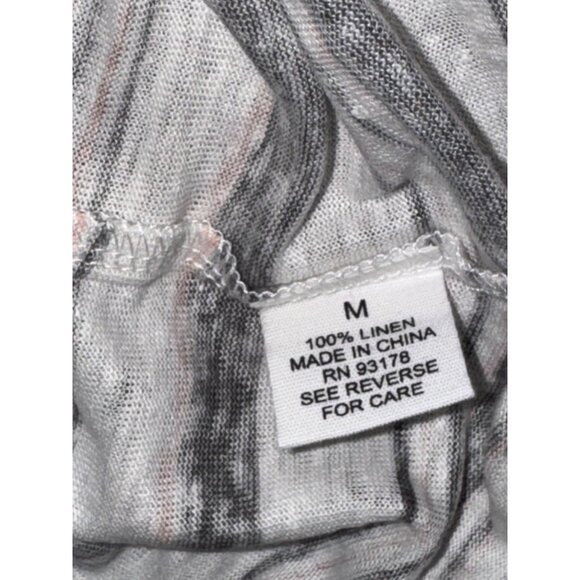 M
100% LINEN
MADE IN CHINA
RN 93178
SEE REVERSE
FOR CARE